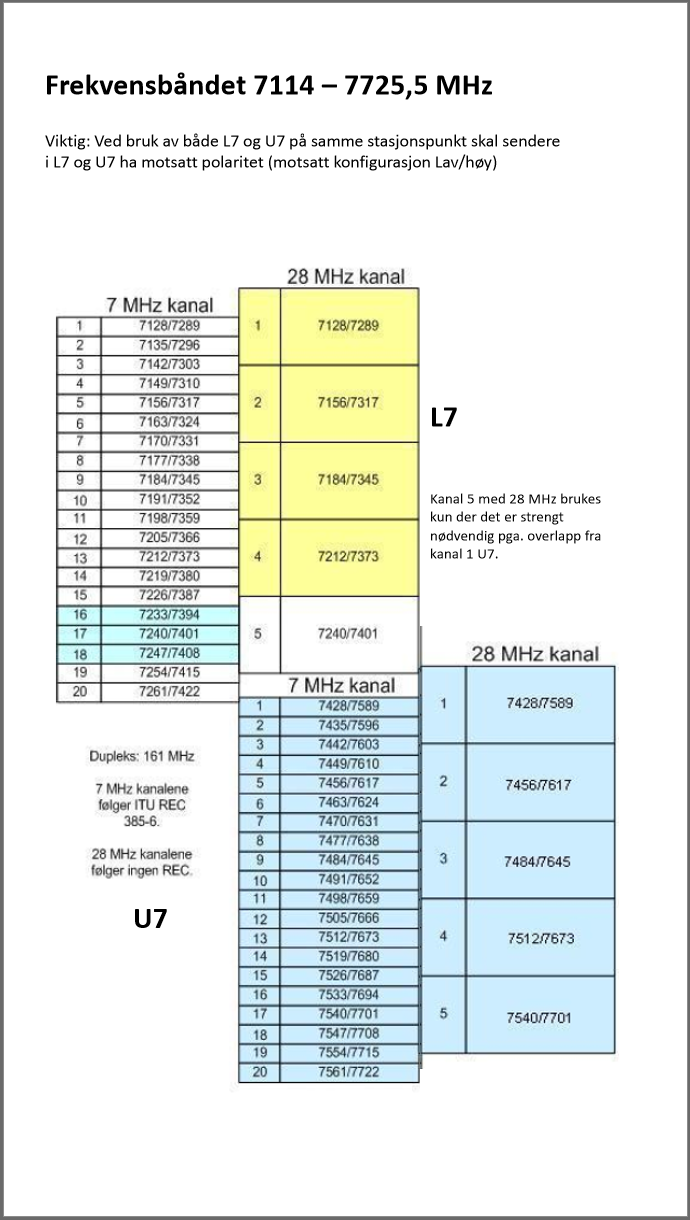 Frekvensbåndet 7114 – 7725,5 MHz
Viktig: Ved bruk av både L7 og U7 på samme stasjonspunkt skal sendere
i L7 og U7 ha motsatt polaritet (motsatt konfigurasjon Lav/høy)
7 MHz kanal
1 7128/7289
2 7135/7296
3 7142/7303
4 7149/7310
5 7156/7317
6 7163/7324
7 7170/7331
8 7177/7338
9 7184/7345
10 7191/7352
11 7198/7359
12 7205/7366
13 7212/7373
14 7219/7380
15 7226/7387
16 7233/7394
17 7240/7401
18 7247/7408
19 7254/7415
20 7261/7422
28 MHz kanal
1 7128/7289
2 7156/7317
3 7184/7345
4 7212/7373
5 7240/7401
L7
Kanal 5 med 28 MHz brukes
kun der det er strengt
nødvendig pga. overlapp fra
kanal 1 U7.
Dupleks: 161 MHz
7 MHz kanalene
følger ITU REC
385-6.
28 MHz kanalene
følger ingen REC.
U7
7 MHz kanal
1 7428/7589
2 7435/7596
3 7442/7603
4 7449/7610
5 7456/7617
6 7463/7624
7 7470/7631
8 7477/7638
9 7484/7645
10 7491/7652
11 7498/7659
12 7505/7666
13 7512/7673
14 7519/7680
15 7526/7687
16 7533/7694
17 7540/7701
18 7547/7708
19 7554/7715
20 7561/7722
28 MHz kanal
1 7428/7589
2 7456/7617
3 7484/7645
4 7512/7673
5 7540/7701